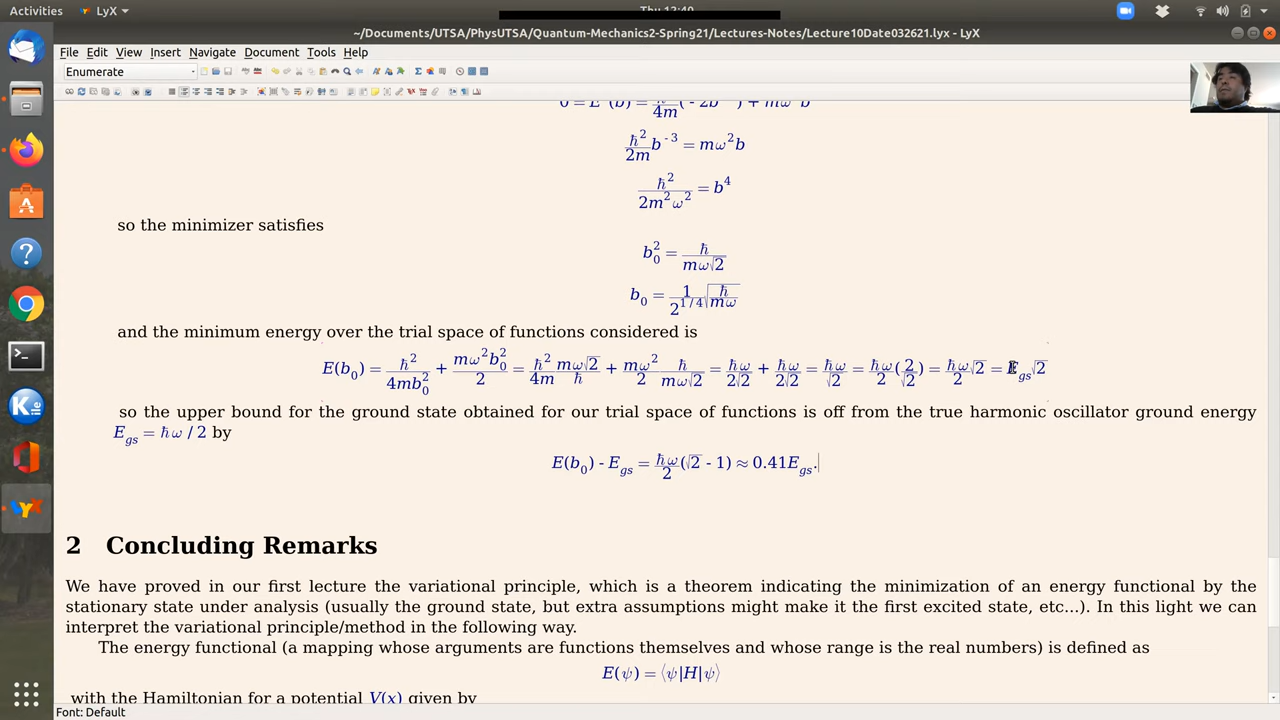 Activities LyX
~/Documents/UTSA/PhysUTSA/Quantum-Mechanics2-Spring21/Lectures-Notes/Lecture10Date032621.lyx - LyX
File Edit View Insert Navigate Document Tools Help
Enumerate
ħ²/2m b⁻³ = mω²b
ħ²/2m²ω² = b⁴
so the minimizer satisfies
b₀² = ħ/mω√2
b₀ = 1/2^{1/4} √ħ/mω
and the minimum energy over the trial space of functions considered is
E(b₀) = ħ²/4mb₀² + mω²b₀²/2 = ħ²/4m mω√2/ħ + mω²/2 ħ/mω√2 = ħω/2√2 + ħω/2√2 = ħω/√2 = ħω/2(2/√2) = ħω/2 √2 = E_gs√2
so the upper bound for the ground state obtained for our trial space of functions is off from the true harmonic oscillator ground energy
E_gs = ħω / 2 by
E(b₀) - E_gs = ħω/2(√2 - 1) ≈ 0.41E_gs.
2 Concluding Remarks
We have proved in our first lecture the variational principle, which is a theorem indicating the minimization of an energy functional by the
stationary state under analysis (usually the ground state, but extra assumptions might make it the first excited state, etc...). In this light we can
interpret the variational principle/method in the following way.
The energy functional (a mapping whose arguments are functions themselves and whose range is the real numbers) is defined as
E(ψ) = ⟨ψ|H|ψ⟩
with the Hamiltonian for a potential V(x) given by
Font: Default